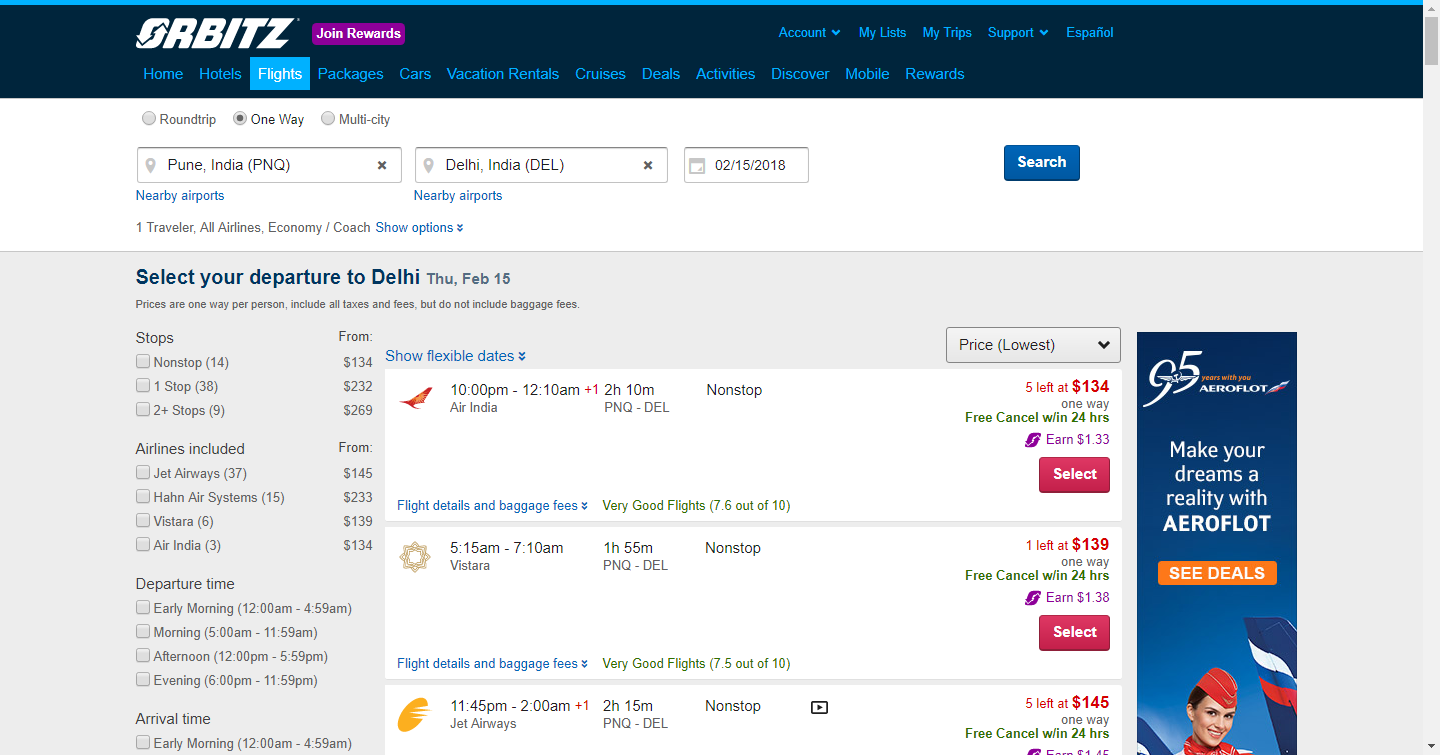 ORBITZ
Join Rewards
Account My Lists My Trips Support Español
Home Hotels Flights Packages Cars Vacation Rentals Cruises Deals Activities Discover Mobile Rewards
Roundtrip One Way Multi-city
Pune, India (PNQ) Delhi, India (DEL) 02/15/2018 Search
Nearby airports Nearby airports
1 Traveler, All Airlines, Economy / Coach Show options
Select your departure to Delhi Thu, Feb 15
Prices are one way per person, include all taxes and fees, but do not include baggage fees.
Stops From:
Nonstop (14) $134
1 Stop (38) $232
2+ Stops (9) $269
Airlines included From:
Jet Airways (37) $145
Hahn Air Systems (15) $233
Vistara (6) $139
Air India (3) $134
Departure time
Early Morning (12:00am - 4:59am)
Morning (5:00am - 11:59am)
Afternoon (12:00pm - 5:59pm)
Evening (6:00pm - 11:59pm)
Arrival time
Early Morning (12:00am - 4:59am)
Show flexible dates Price (Lowest)
10:00pm - 12:10am +1 2h 10m Nonstop 5 left at $134
Air India PNQ - DEL one way
Free Cancel w/in 24 hrs
Earn $1.33
Select
Flight details and baggage fees Very Good Flights (7.6 out of 10)
5:15am - 7:10am 1h 55m Nonstop 1 left at $139
Vistara PNQ - DEL one way
Free Cancel w/in 24 hrs
Earn $1.38
Select
Flight details and baggage fees Very Good Flights (7.5 out of 10)
11:45pm - 2:00am +1 2h 15m Nonstop 5 left at $145
Jet Airways PNQ - DEL one way
Free Cancel w/in 24 hrs
Earn $1.45
95 years with you
AEROFLOT
Make your
dreams a
reality with
AEROFLOT
SEE DEALS